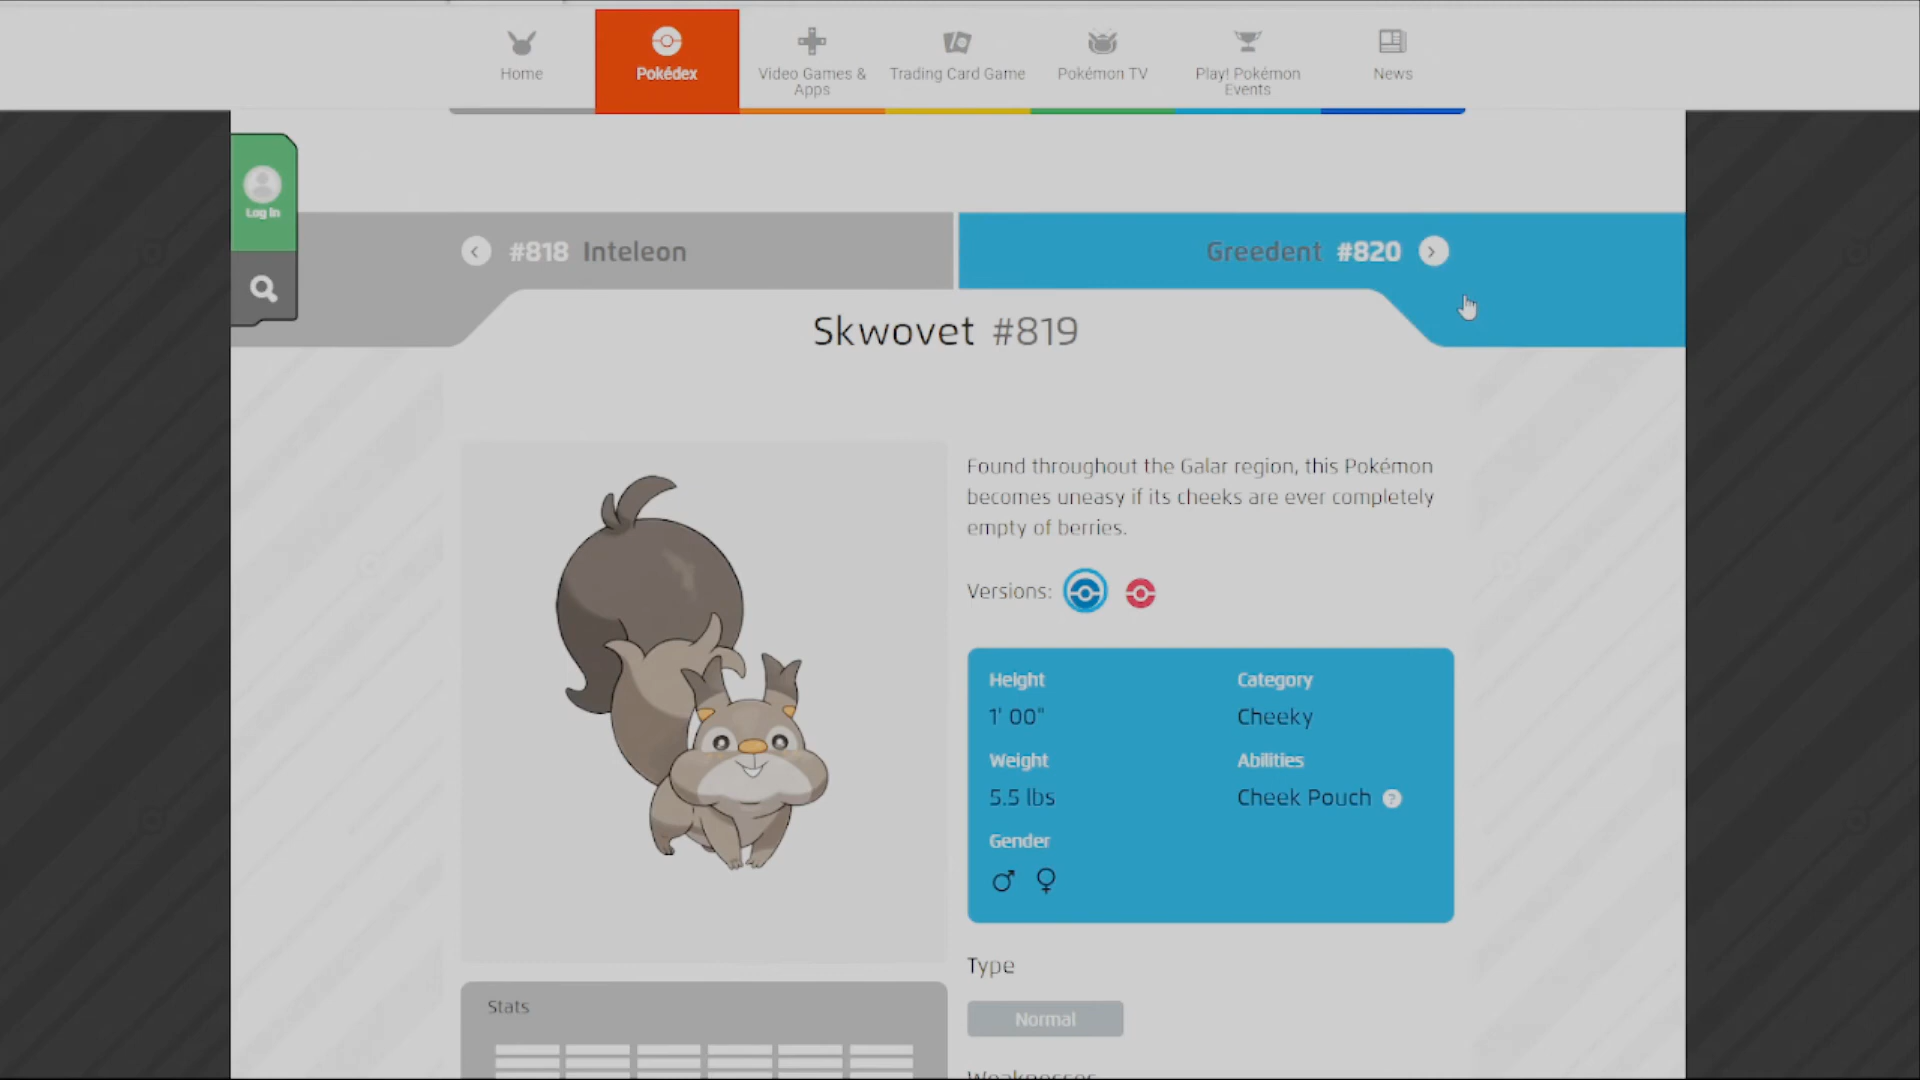 Home
Pokédex
Video Games &
Apps
Trading Card Game
Pokémon TV
Play! Pokémon
Events
News
Log In
#818 Inteleon
Greedent #820
Skwovet #819
Found throughout the Galar region, this Pokémon
becomes uneasy if its cheeks are ever completely
empty of berries.
Versions:
Height
1' 00"
Category
Cheeky
Weight
5.5 lbs
Abilities
Cheek Pouch ?
Gender
Type
Normal
Stats
Weaknesses